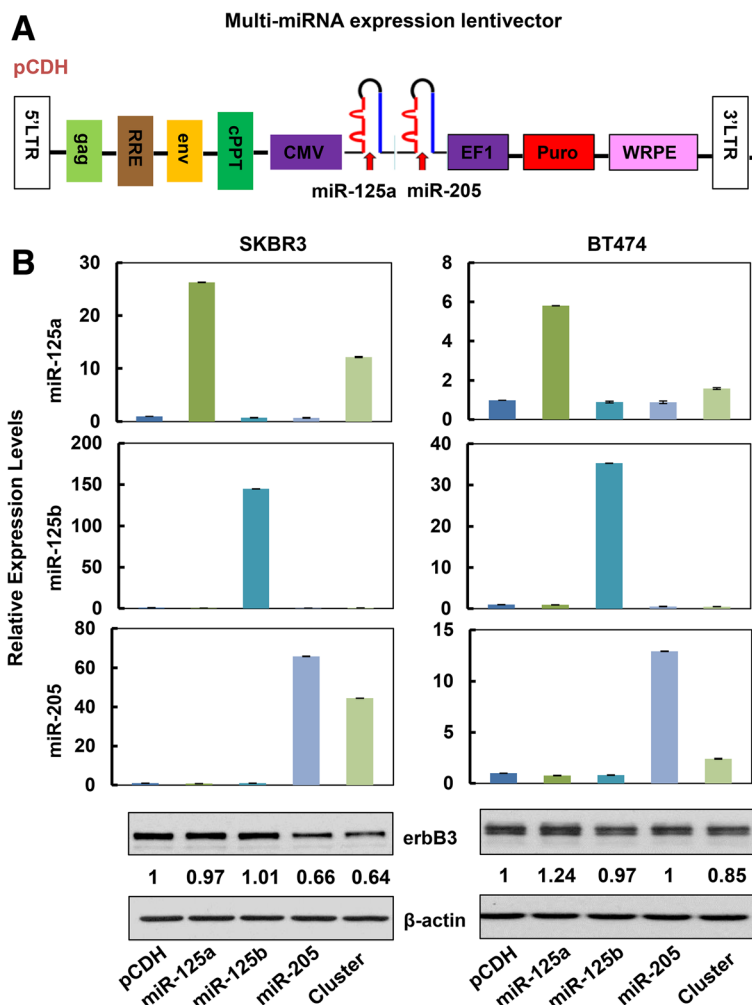 A
Multi-miRNA expression lentivector
pCDH
5'LTR gag RRE env cPPT CMV EF1 Puro WRPE 3'LTR
miR-125a miR-205
B
SKBR3 BT474
Relative Expression Levels
miR-125a
30
20
10
0
8
6
4
2
0
miR-125b
200
150
100
50
0
40
30
20
10
0
miR-205
80
60
40
20
0
15
10
5
0
erbB3
1 0.97 1.01 0.66 0.64
1 1.24 0.97 1 0.85
β-actin
pCDH miR-125a miR-125b miR-205 Cluster
pCDH miR-125a miR-125b miR-205 Cluster